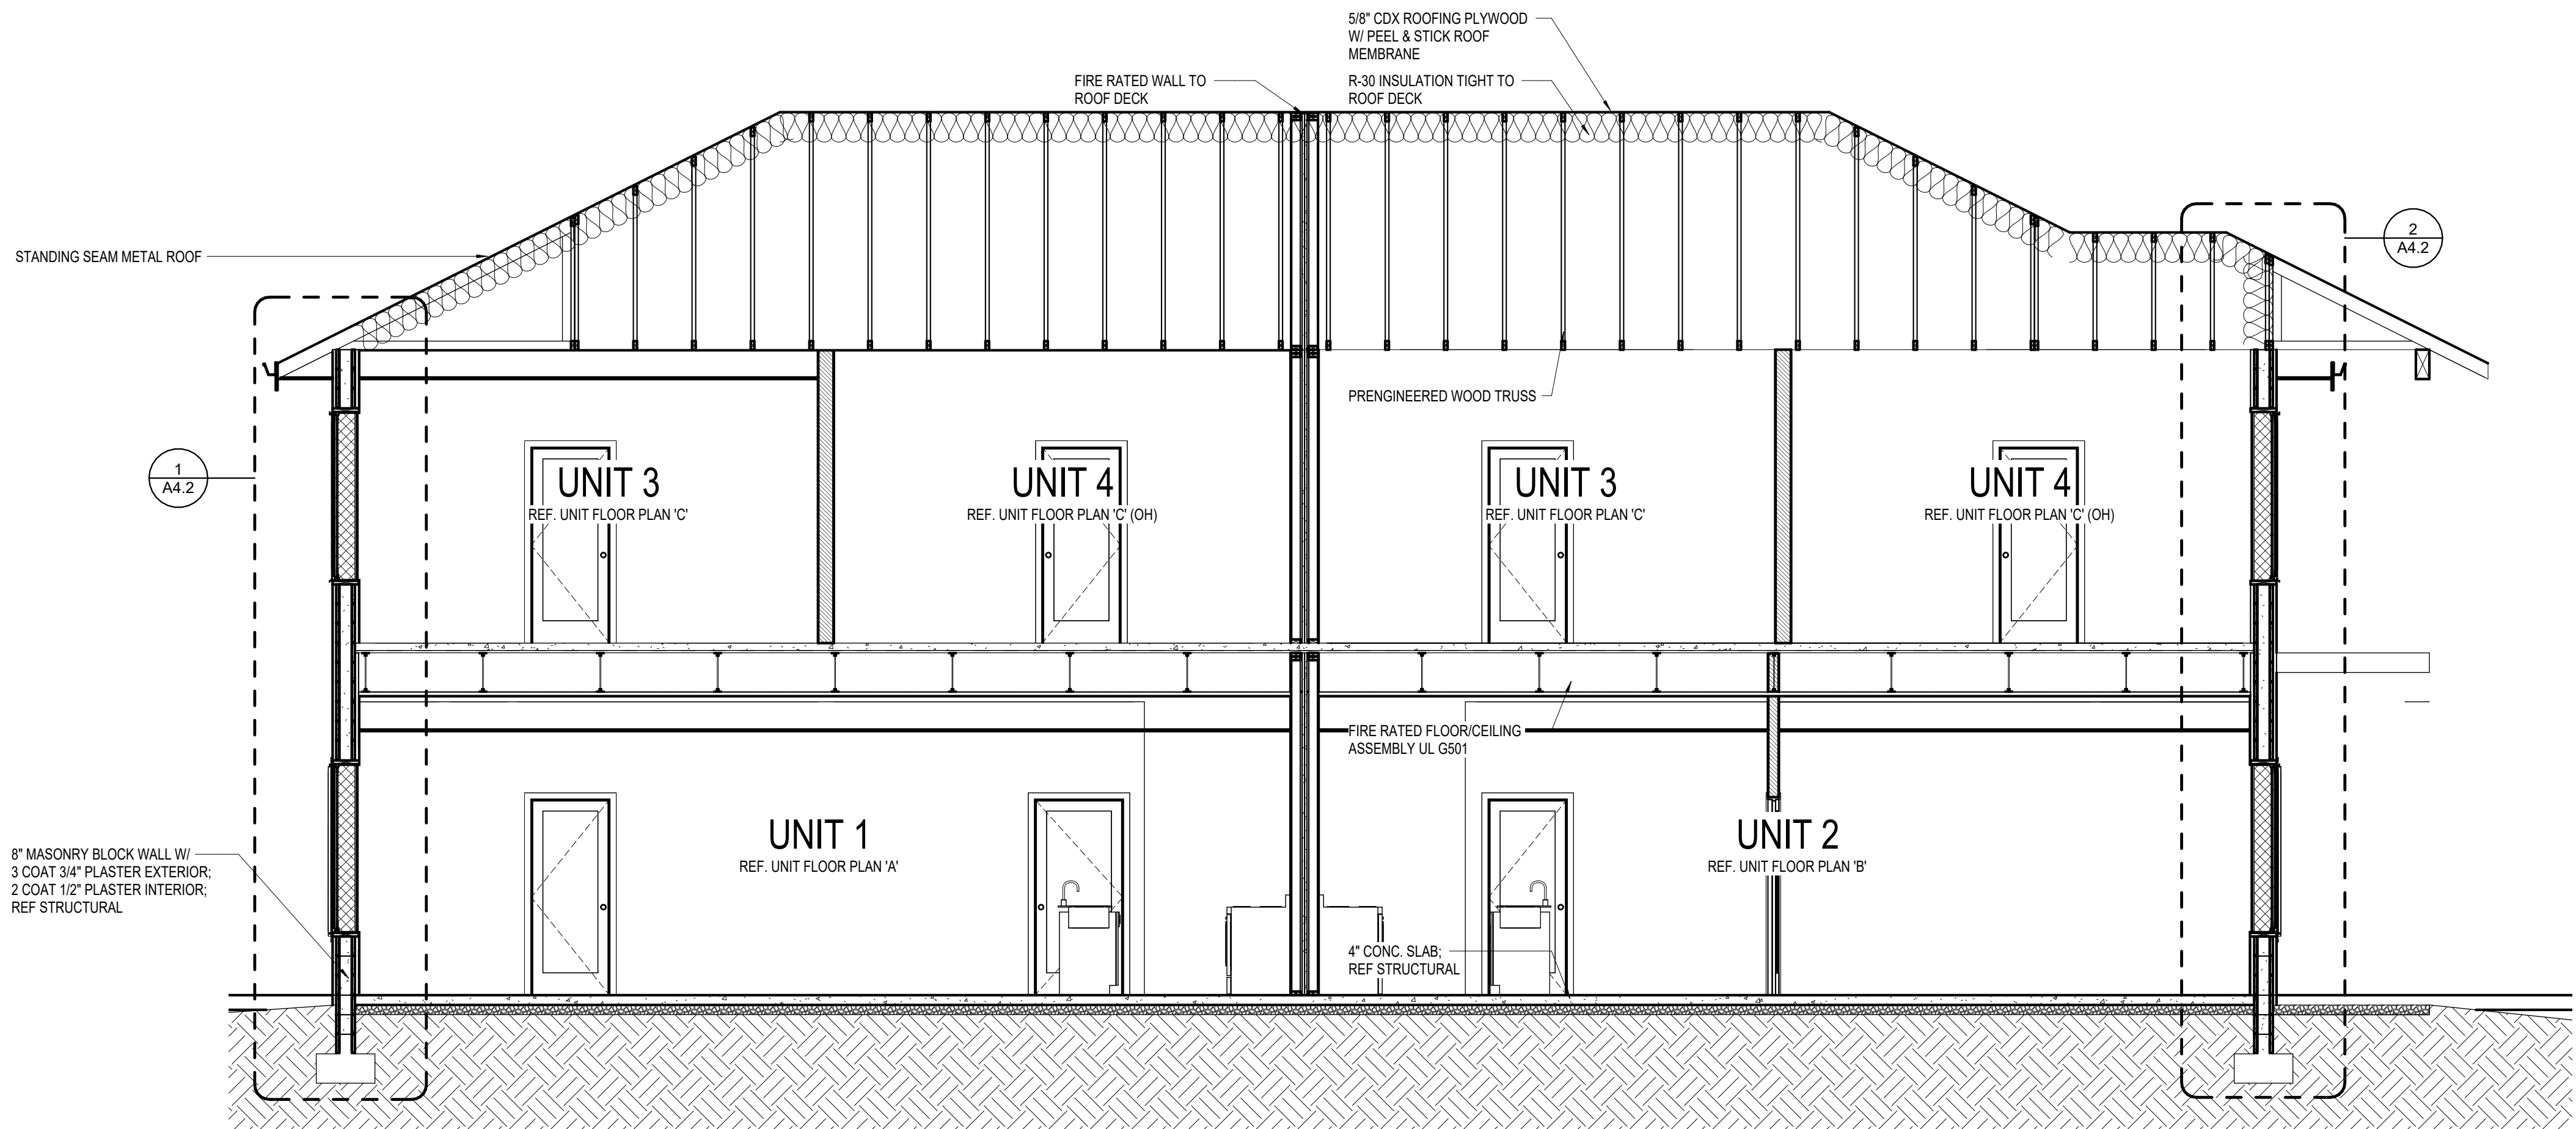 5/8" CDX ROOFING PLYWOOD
W/ PEEL & STICK ROOF
MEMBRANE
FIRE RATED WALL TO
ROOF DECK
R-30 INSULATION TIGHT TO
ROOF DECK
STANDING SEAM METAL ROOF
2
A4.2
PRENGINEERED WOOD TRUSS
1
A4.2
UNIT 3
REF. UNIT FLOOR PLAN 'C'
UNIT 4
REF. UNIT FLOOR PLAN 'C' (OH)
UNIT 3
REF. UNIT FLOOR PLAN 'C'
UNIT 4
REF. UNIT FLOOR PLAN 'C' (OH)
FIRE RATED FLOOR/CEILING
ASSEMBLY UL G501
UNIT 1
REF. UNIT FLOOR PLAN 'A'
UNIT 2
REF. UNIT FLOOR PLAN 'B'
8" MASONRY BLOCK WALL W/
3 COAT 3/4" PLASTER EXTERIOR;
2 COAT 1/2" PLASTER INTERIOR;
REF STRUCTURAL
4" CONC. SLAB;
REF STRUCTURAL